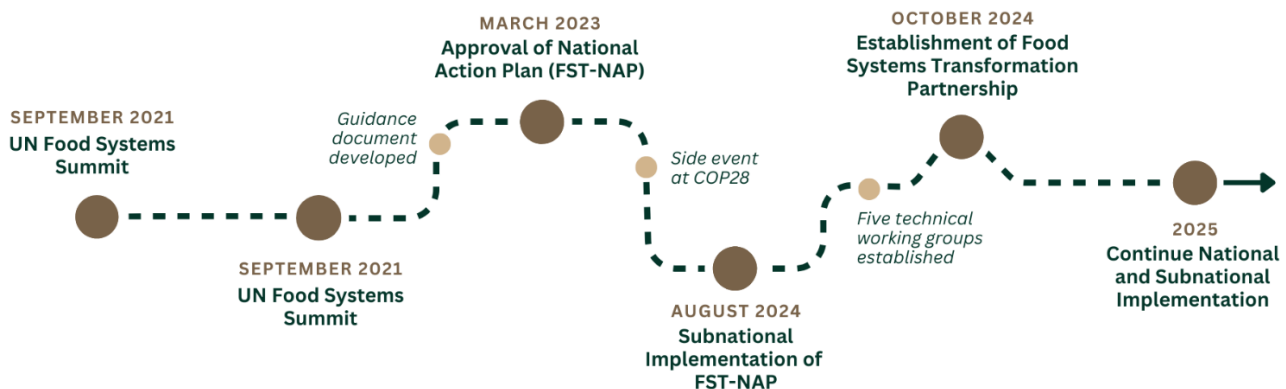 SEPTEMBER 2021
UN Food Systems
Summit
SEPTEMBER 2021
UN Food Systems
Summit
Guidance
document
developed
MARCH 2023
Approval of National
Action Plan (FST-NAP)
Side event
at COP28
AUGUST 2024
Subnational
Implementation of
FST-NAP
Five technical
working groups
established
OCTOBER 2024
Establishment of Food
Systems Transformation
Partnership
2025
Continue National
and Subnational
Implementation